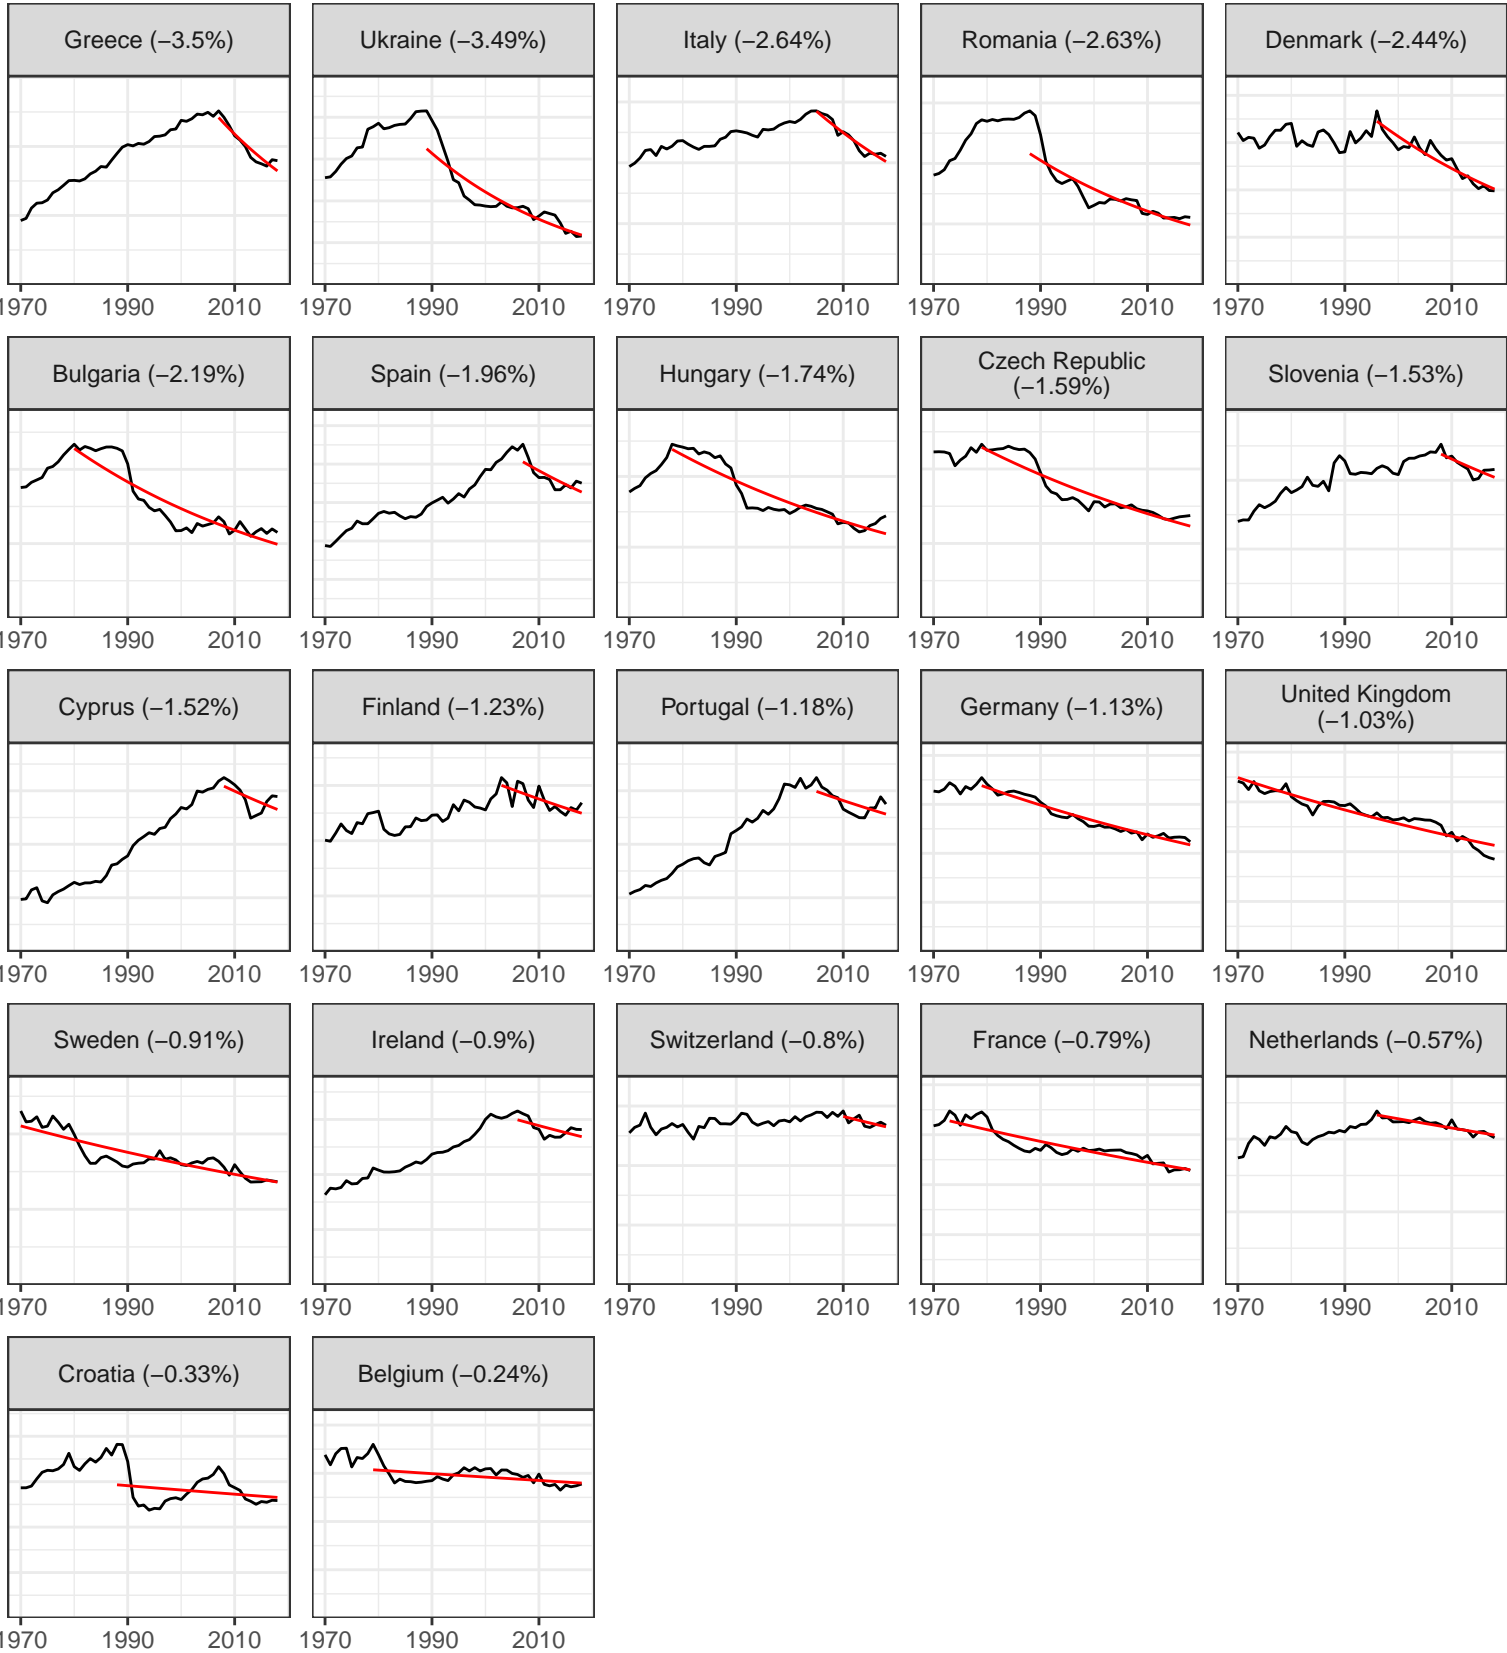 Greece (−3.5%)
Ukraine (−3.49%)
Italy (−2.64%)
Romania (−2.63%)
Denmark (−2.44%)
1970 1990 2010
1970 1990 2010
1970 1990 2010
1970 1990 2010
1970 1990 2010
Bulgaria (−2.19%)
Spain (−1.96%)
Hungary (−1.74%)
Czech Republic
(−1.59%)
Slovenia (−1.53%)
1970 1990 2010
1970 1990 2010
1970 1990 2010
1970 1990 2010
1970 1990 2010
Cyprus (−1.52%)
Finland (−1.23%)
Portugal (−1.18%)
Germany (−1.13%)
United Kingdom
(−1.03%)
1970 1990 2010
1970 1990 2010
1970 1990 2010
1970 1990 2010
1970 1990 2010
Sweden (−0.91%)
Ireland (−0.9%)
Switzerland (−0.8%)
France (−0.79%)
Netherlands (−0.57%)
1970 1990 2010
1970 1990 2010
1970 1990 2010
1970 1990 2010
1970 1990 2010
Croatia (−0.33%)
Belgium (−0.24%)
1970 1990 2010
1970 1990 2010